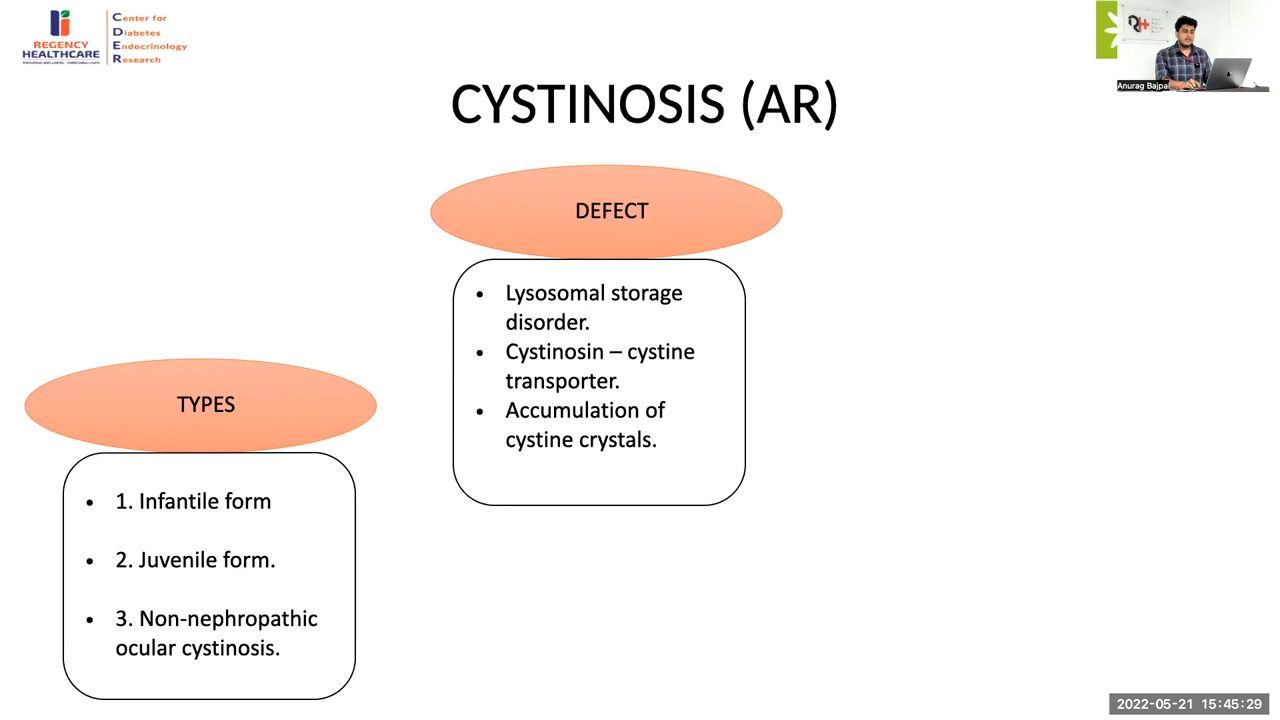 REGENCY
HEALTHCARE
Center for
Diabetes
Endocrinology
Research
Anurag Bajpai
CYSTINOSIS (AR)
DEFECT
• Lysosomal storage
disorder.
• Cystinosin – cystine
transporter.
• Accumulation of
cystine crystals.
TYPES
• 1. Infantile form
• 2. Juvenile form.
• 3. Non-nephropathic
ocular cystinosis.
2022-05-21 15:45:29